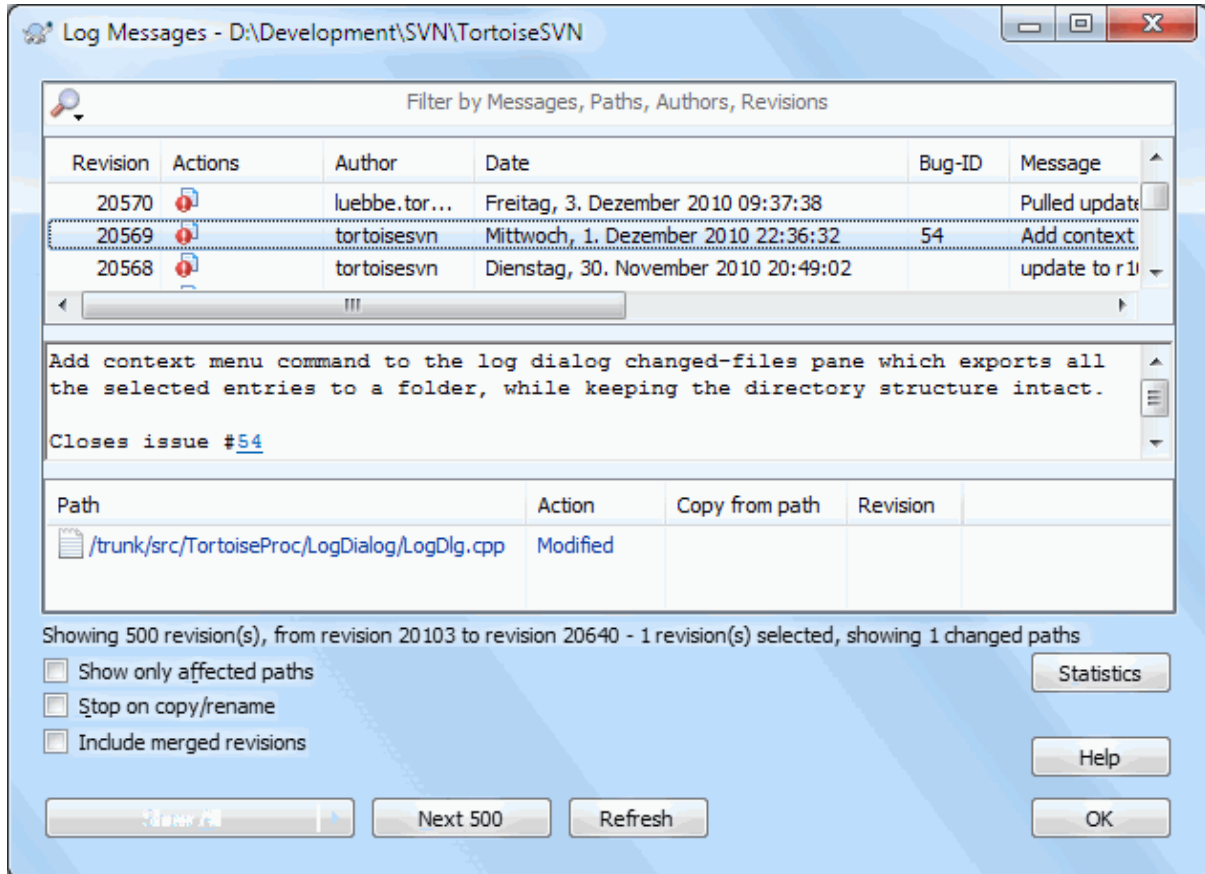 Log Messages - D:\Development\SVN\TortoiseSVN
Filter by Messages, Paths, Authors, Revisions
Revision Actions Author Date Bug-ID Message
20570 luebbe.tor... Freitag, 3. Dezember 2010 09:37:38 Pulled update
20569 tortoisesvn Mittwoch, 1. Dezember 2010 22:36:32 54 Add context
20568 tortoisesvn Dienstag, 30. November 2010 20:49:02 update to
Add context menu command to the log dialog changed-files pane which exports all
the selected entries to a folder, while keeping the directory structure intact.
Closes issue #54
Path Action Copy from path Revision
/trunk/src/TortoiseProc/LogDialog/LogDlg.cpp Modified
Showing 500 revision(s), from revision 20103 to revision 20640 - 1 revision(s) selected, showing 1 changed paths
Show only affected paths
Statistics
Stop on copy/rename
Include merged revisions
Help
Next 500 Refresh OK